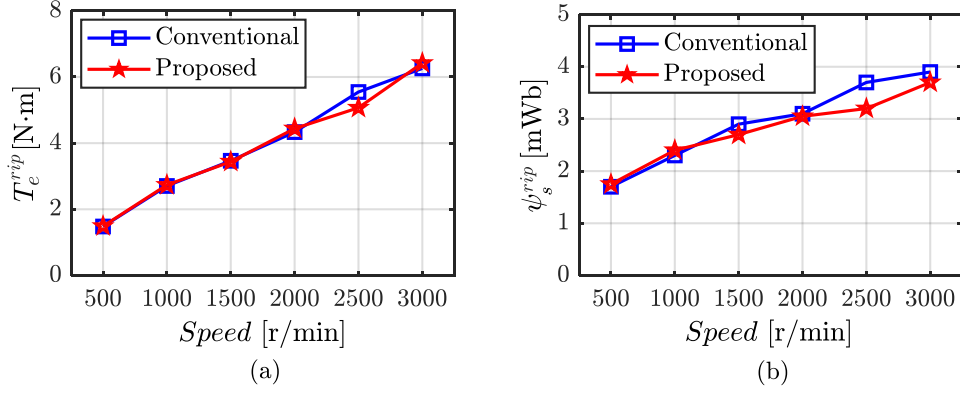 8
6
4
2
0
T_e^{rip} [N·m]
Conventional
Proposed
500 1000 1500 2000 2500 3000
Speed [r/min]
(a)
5
4
3
2
1
0
ψ_s^{rip} [mWb]
Conventional
Proposed
500 1000 1500 2000 2500 3000
Speed [r/min]
(b)